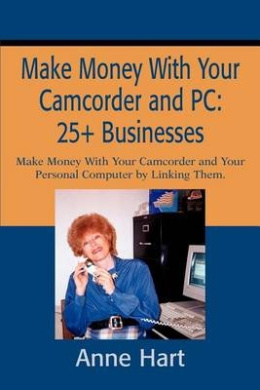 Make Money With Your
Camcorder and PC:
25+ Businesses
Make Money With Your Camcorder and Your
Personal Computer by Linking Them.
Anne Hart